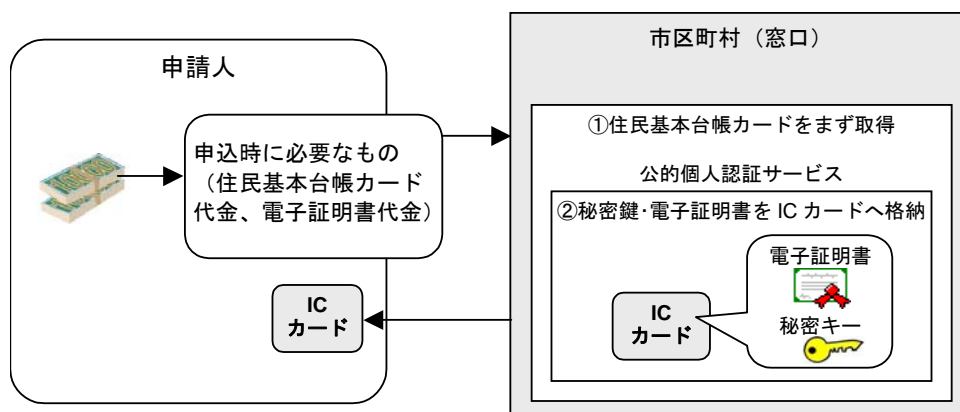 申請人
申込時に必要なもの
(住民基本台帳カード
代金、電子証明書代金)
IC
カード
市区町村(窓口)
①住民基本台帳カードをまず取得
公的個人認証サービス
②秘密鍵・電子証明書を IC カードへ格納
電子証明書
秘密キー
IC
カード